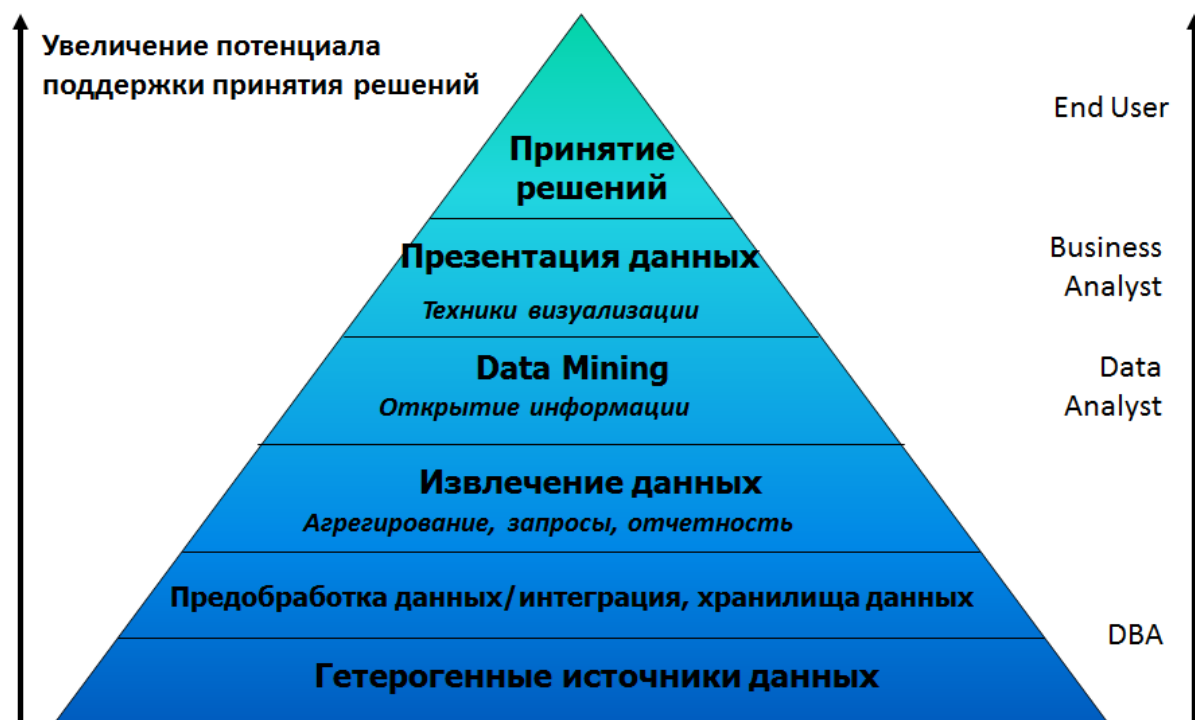 Увеличение потенциала
поддержки принятия решений
End User
Принятие
решений
Презентация данных
Техники визуализации
Business
Analyst
Data Mining
Открытие информации
Data
Analyst
Извлечение данных
Агрегирование, запросы, отчетность
Предобработка данных/интеграция, хранилища данных
DBA
Гетерогенные источники данных